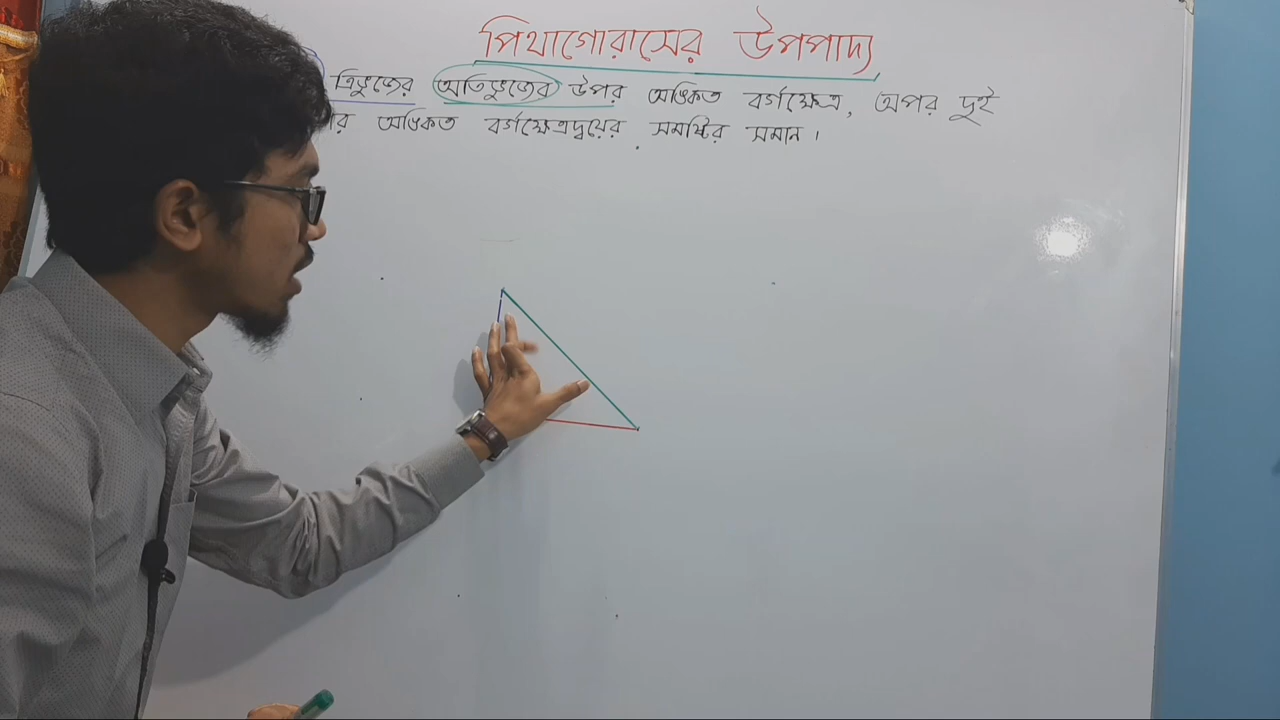 পিথাগোরাসের উপপাদ্য
ত্রিভুজের অতিভুজের উপর অঙ্কিত বর্গক্ষেত্র, অপর দুই
অঙ্কিত বর্গক্ষেত্রদ্বয়ের সমষ্টির সমান।